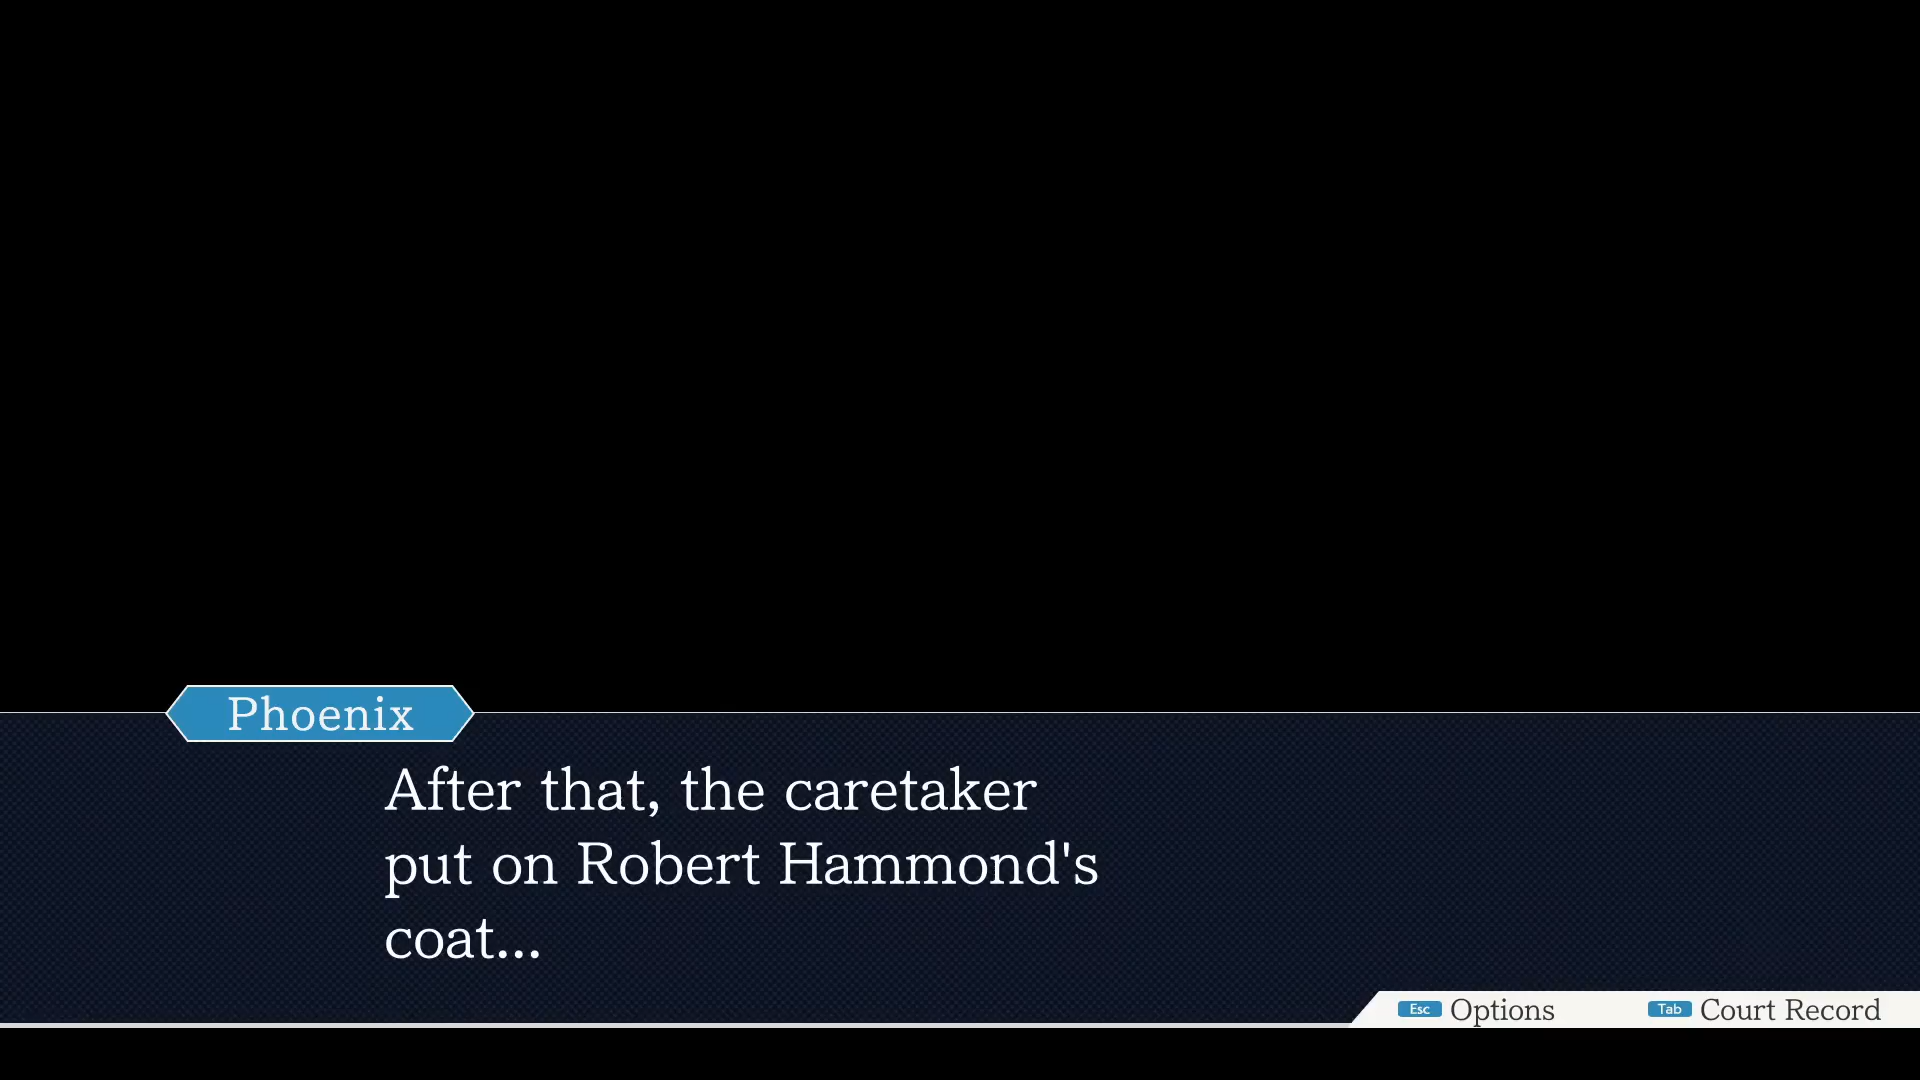 Phoenix
After that, the caretaker
put on Robert Hammond's
coat...
Esc Options Tab Court Record